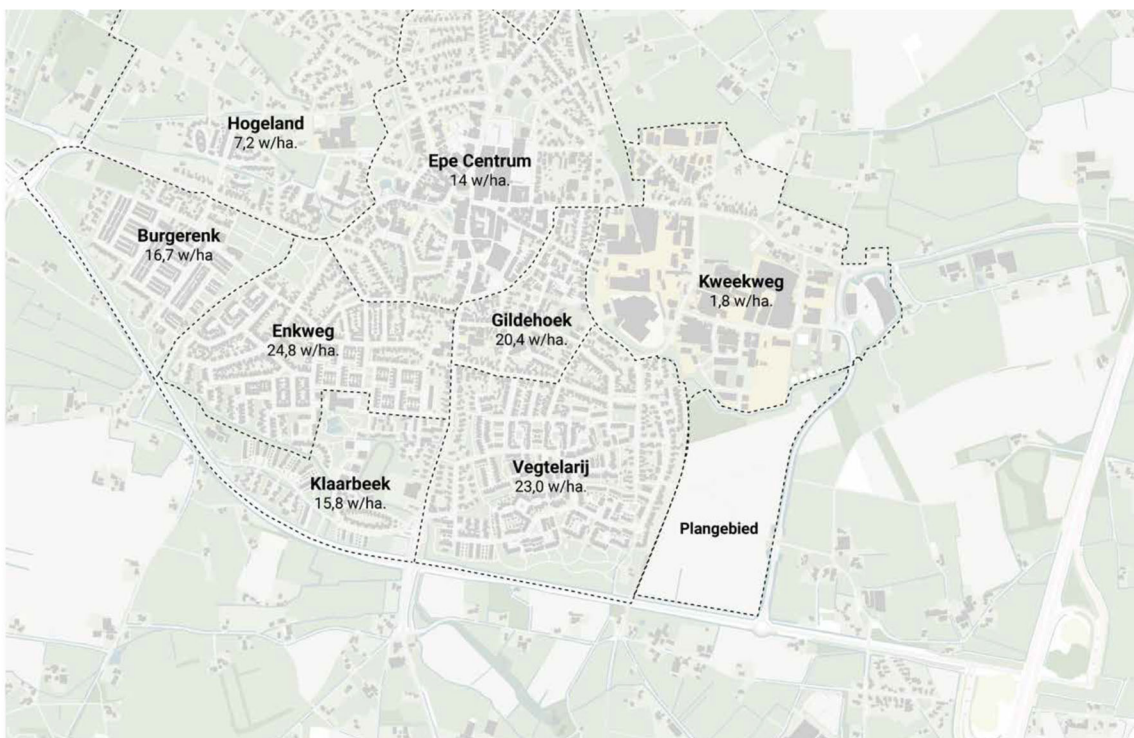 Hogeland
7,2 w/ha.
Epe Centrum
14 w/ha.
Burgerenk
16,7 w/ha
Kweekweg
1,8 w/ha.
Enkweg
24,8 w/ha.
Gildehoek
20,4 w/ha.
Vegtelarij
23,0 w/ha.
Klaarbeek
15,8 w/ha.
Plangebied